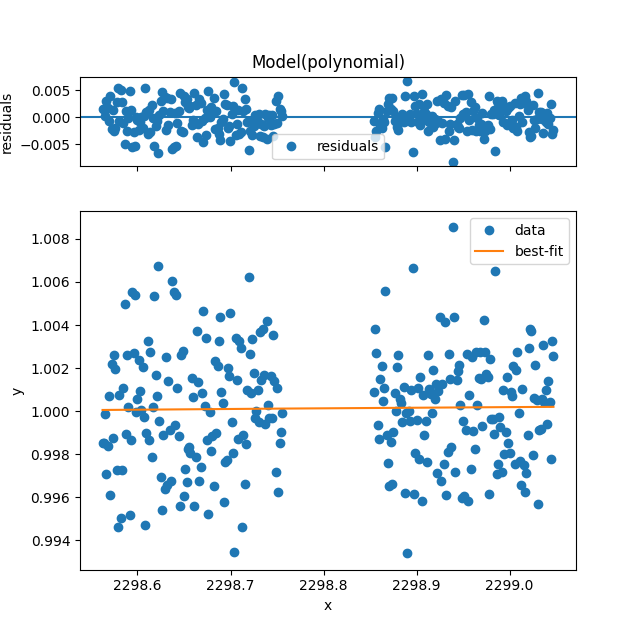 Model(polynomial)
residuals
0.005
0.000
−0.005
residuals
y
1.008
1.006
1.004
1.002
1.000
0.998
0.996
0.994
data
best-fit
2298.6 2298.7 2298.8 2298.9 2299.0
x